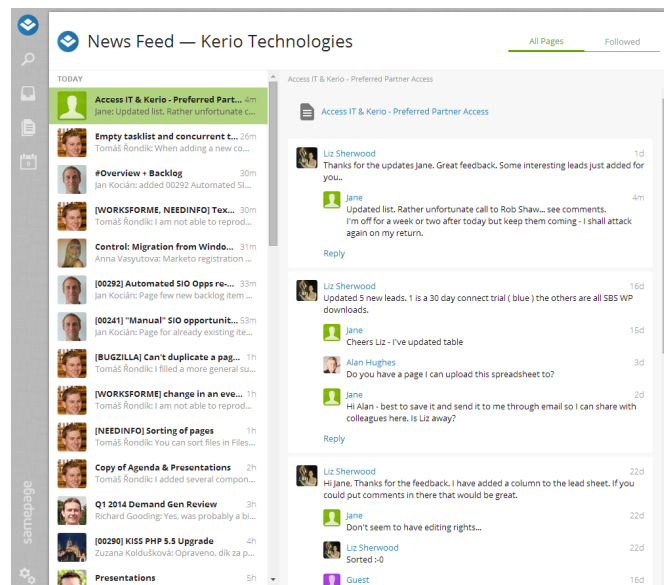 News Feed — Kerio Technologies
All Pages
Followed
TODAY
Access IT & Kerio - Preferred Part... 4m
Jane: Updated list. Rather unfortunate c...
Empty tasklist and concurrent t... 26m
Tomáš Řondík: When adding a new co...
#Overview + Backlog 30m
Jan Kocián: added 00292 Automated SI...
[WORKSFORME, NEEDINFO] Tex... 30m
Tomáš Řondík: I am not able to reprod...
Control: Migration from Windo... 31m
Anna Vasyutova: Marketo registration ...
[00292] Automated SIO Opps re-... 33m
Jan Kocián: Page few new backlog item ...
[00241] "Manual" SIO opportunit... 53m
Jan Kocián: Page for already existing ite...
[BUGZILLA] Can't duplicate a pag... 1h
Tomáš Řondík: I filled a more general su...
[WORKSFORME] change in an eve... 1h
Tomáš Řondík: I am not able to reprod...
[NEEDINFO] Sorting of pages 1h
Tomáš Řondík: You can sort files in Files...
Copy of Agenda & Presentations 2h
Tomáš Řondík: I added several compon...
Q1 2014 Demand Gen Review 3h
Richard Gooding: Yes, was probably a bi...
[00290] KISS PHP 5.5 Upgrade 4h
Zuzana Koldušková: Opraveno, dík za p...
Presentations 5h
Access IT & Kerio - Preferred Partner Access
Access IT & Kerio - Preferred Partner Access
Liz Sherwood 1d
Thanks for the updates Jane. Great feedback. Some interesting leads just added for
you..
Jane 4m
Updated list. Rather unfortunate call to Rob Shaw... see comments.
I'm off for a week or two after today but keep them coming - I shall attack
again on my return.
Reply
Liz Sherwood 16d
Updated 5 new leads. 1 is a 30 day connect trial ( blue ) the others are all SBS WP
downloads.
Jane 15d
Cheers Liz - I've updated table
Alan Hughes 3d
Do you have a page I can upload this spreadsheet to?
Jane 2d
Hi Alan - best to save it and send it to me through email so I can share with
colleagues here. Is Liz away?
Reply
Liz Sherwood 22d
Hi Jane, Thanks for the feedback. I have added a column to the lead sheet. If you
could put comments in there that would be great.
Jane 22d
Don't seem to have editing rights...
Liz Sherwood 22d
Sorted :-0
Guest 16d
samepage